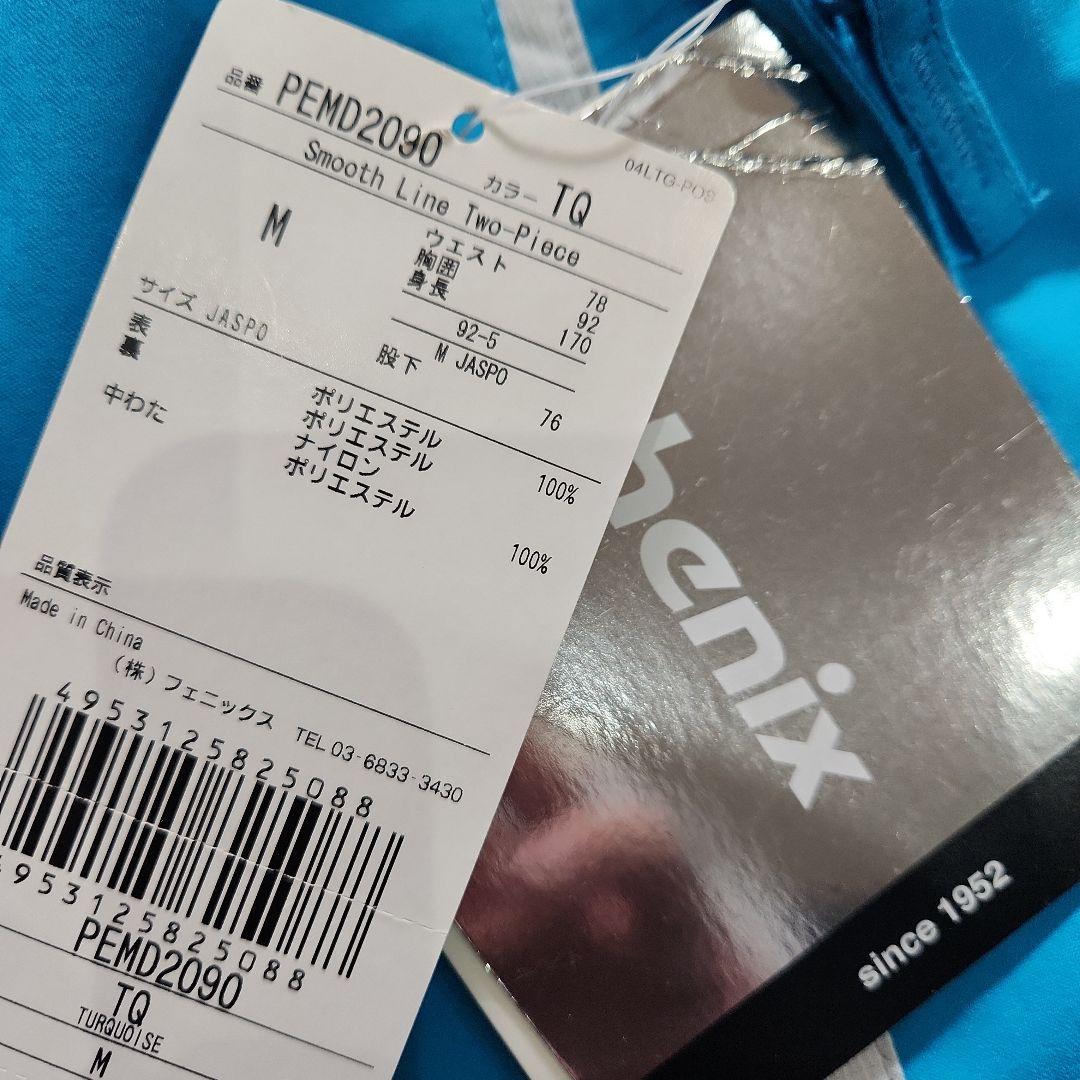 品番 PEMD2090
カラー TQ
04LTG-POS
Smooth Line Two-Piece
M
ウエスト 78
胸囲 92
身長 170
92-5
M JASPO
サイズ JASPO
股下 76
表 ポリエステル 100%
裏 ポリエステル
ナイロン
中わた ポリエステル 100%
品質表示
Made in China
(株)フェニックス TEL 03-6833-3430
4953125825088
4953125825088
PEMD2090
TQ
TURQUOISE
M
henix
since 1952